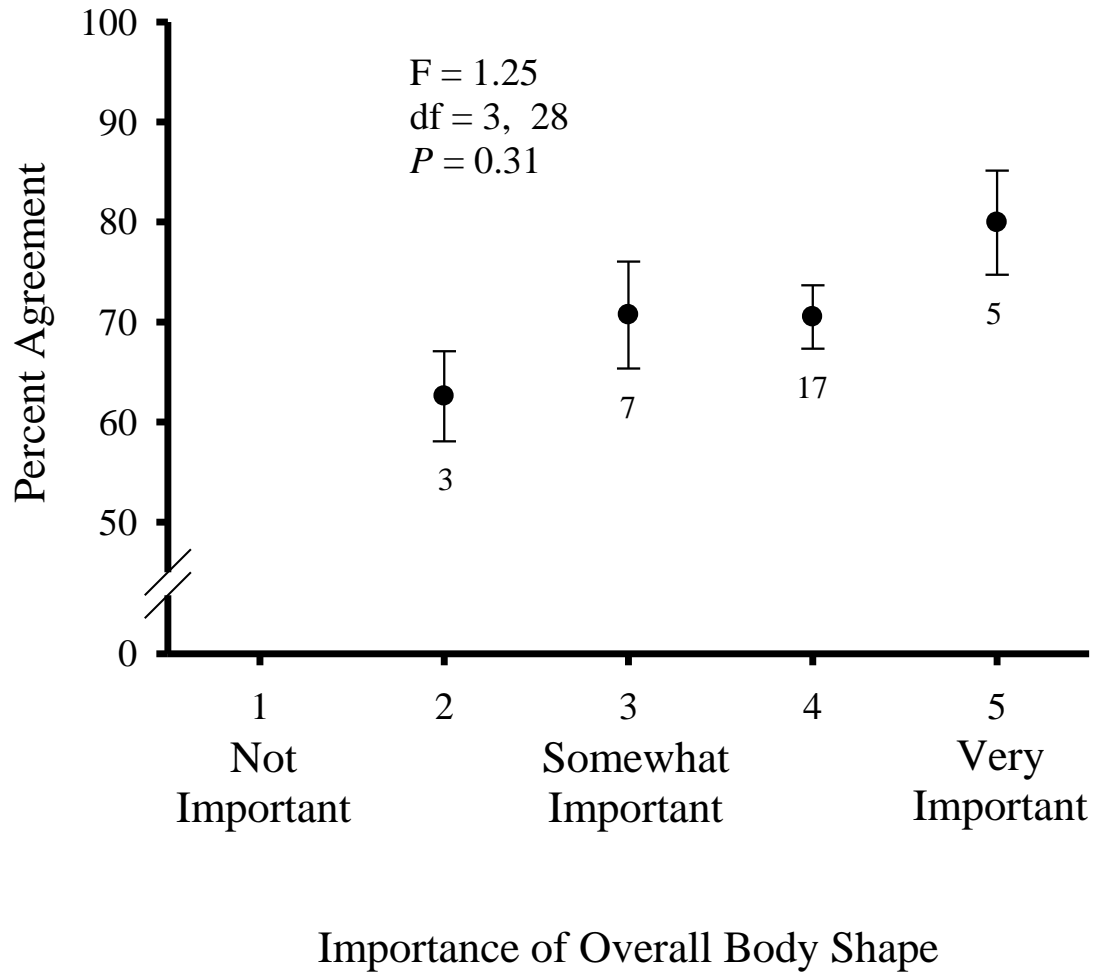 100
F = 1.25
df = 3, 28
P = 0.31
90
80
70
60
50
0
Percent Agreement
3
7
17
5
1 2 3 4 5
Not Important
Somewhat Important
Very Important
Importance of Overall Body Shape